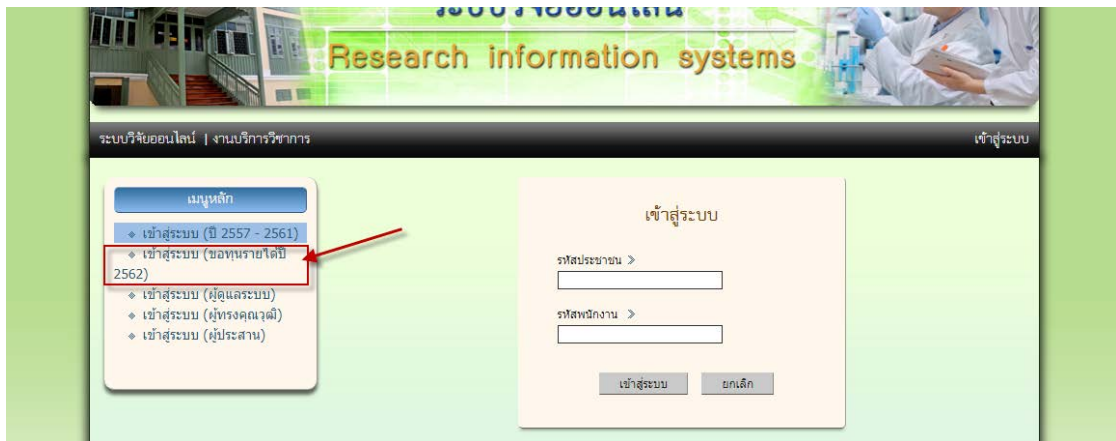 Research information systems
ระบบวิจัยออนไลน์ | งานบริการวิชาการ
เข้าสู่ระบบ
เมนูหลัก
เข้าสู่ระบบ (ปี 2557 - 2561)
เข้าสู่ระบบ (ขอทุนรายได้ปี
2562)
เข้าสู่ระบบ (ผู้ดูแลระบบ)
เข้าสู่ระบบ (ผู้ทรงคุณวุฒิ)
เข้าสู่ระบบ (ผู้ประสาน)
เข้าสู่ระบบ
รหัสประชาชน
รหัสพนักงาน
เข้าสู่ระบบ ยกเลิก